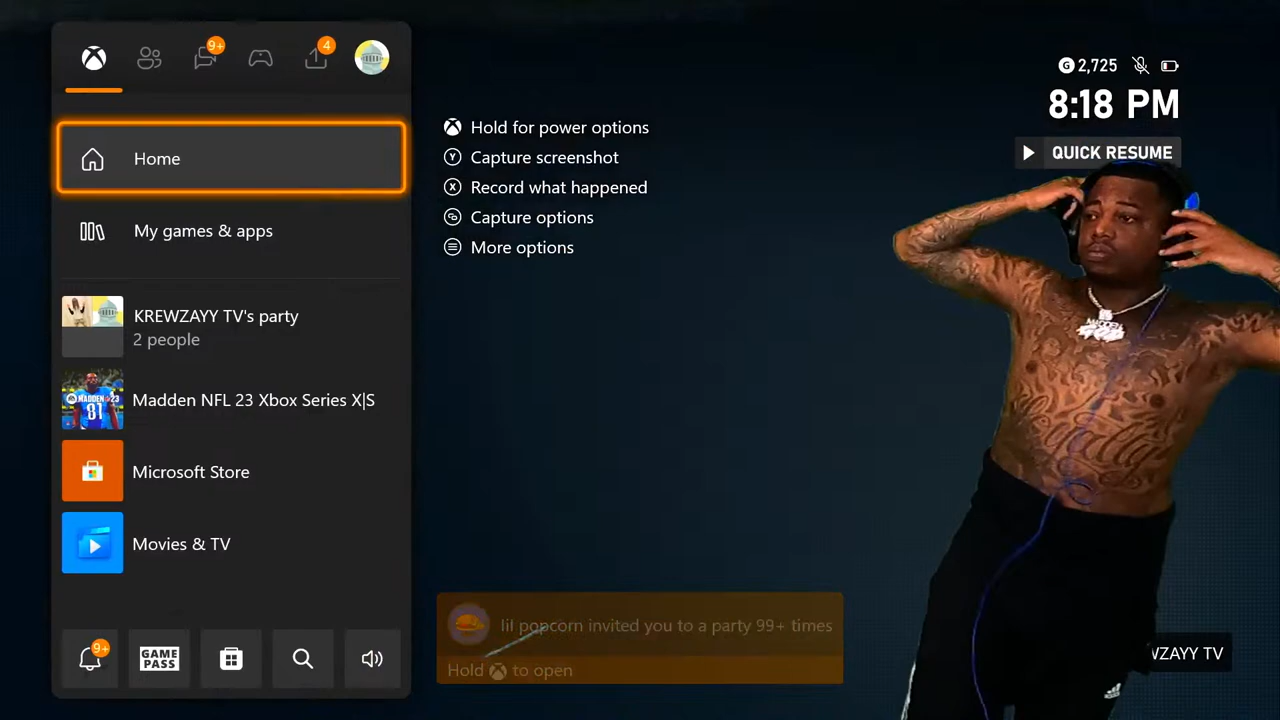 9+
4
Home
My games & apps
KREWZAYY TV's party
2 people
Madden NFL 23 Xbox Series X|S
Microsoft Store
Movies & TV
9+
GAME
PASS
Hold for power options
Capture screenshot
Record what happened
Capture options
More options
lil popcorn invited you to a party 99+ times
Hold to open
G 2,725
8:18 PM
QUICK RESUME
WZAYY TV